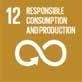 12 RESPONSIBLE
CONSUMPTION
AND PRODUCTION